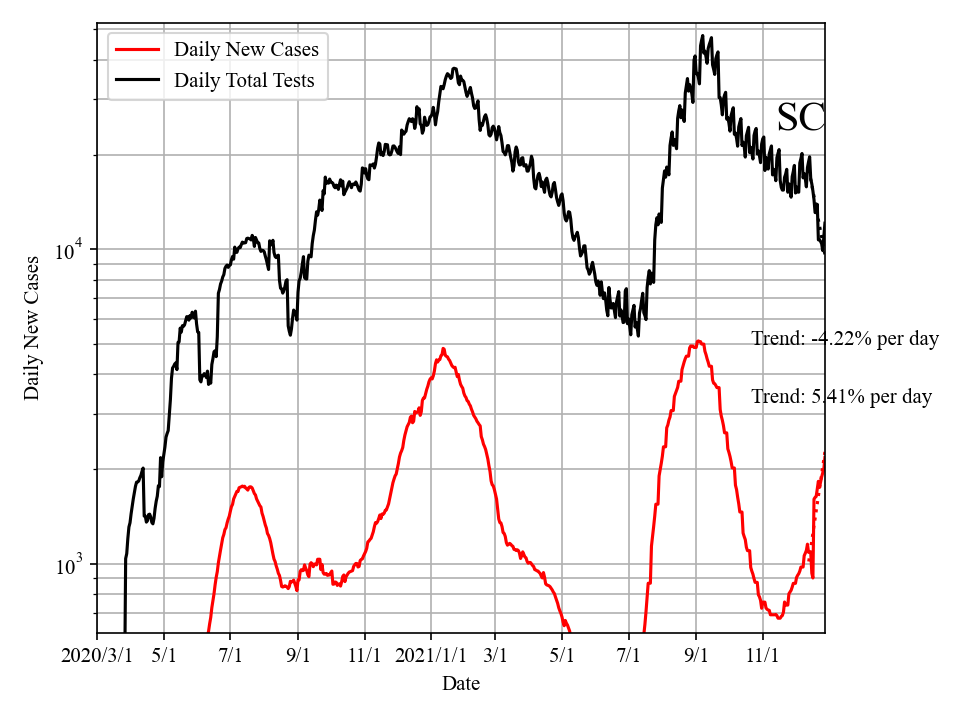 Daily New Cases
Daily Total Tests
SC
10^4
Trend: -4.22% per day
Trend: 5.41% per day
10^3
Daily New Cases
2020/3/1 5/1 7/1 9/1 11/1 2021/1/1 3/1 5/1 7/1 9/1 11/1
Date